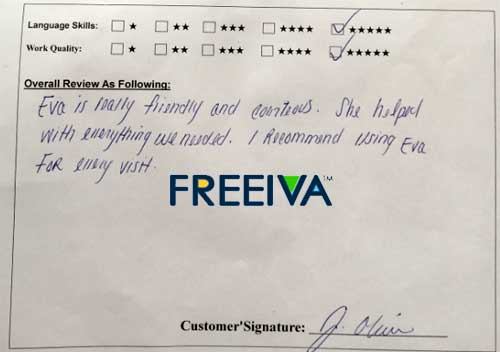 Language Skills: ☐ ★ ☐ ★★ ☐ ★★★ ☐ ★★★★ ☑ ★★★★★
Work Quality: ☐ ★ ☐ ★★ ☐ ★★★ ☐ ★★★★ ☑ ★★★★★
Overall Review As Following:
Eva is really friendly and courteous. She helped
with everything we needed. I Recommend using Eva
For every visit.
FREEIVA™
Customer'Signature: